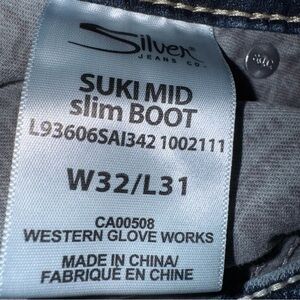 Silver
JEANS CO.
SUKI MID
slim BOOT
L93606SAI342 1002111
W32/L31
CA00508
WESTERN GLOVE WORKS
MADE IN CHINA/
FABRIQUÉ EN CHINE